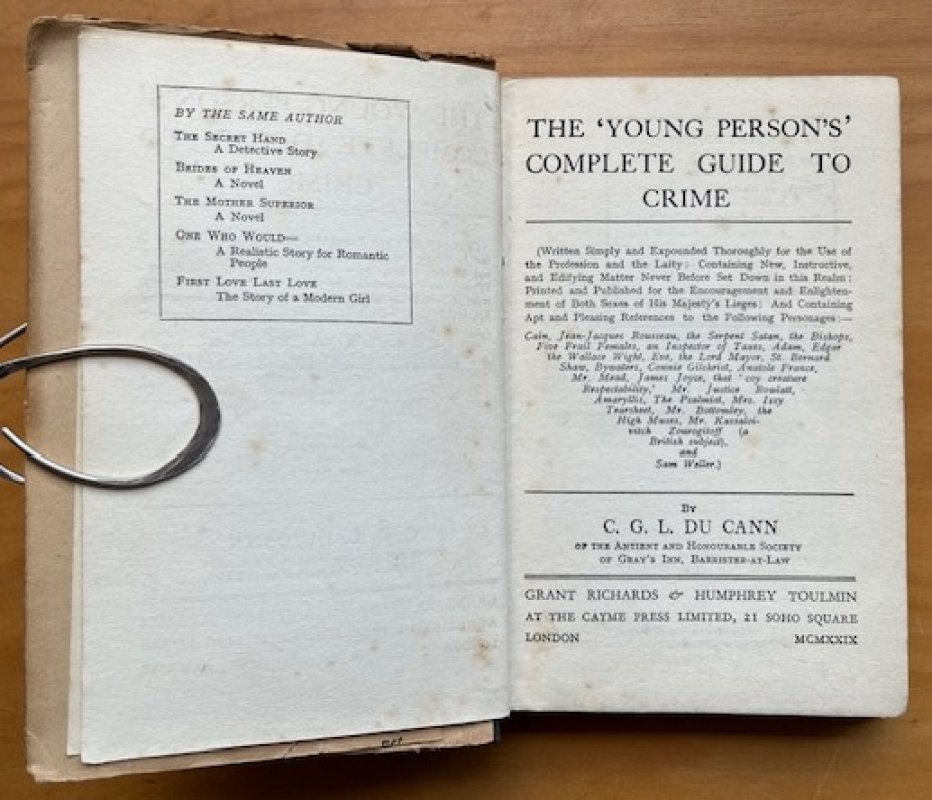 BY THE SAME AUTHOR
THE SECRET HAND
A Detective Story
BRIDES OF HEAVEN
A Novel
THE MOTHER SUPERIOR
A Novel
ONE WHO WOULD—
A Realistic Story for Romantic
People
FIRST LOVE LAST LOVE
The Story of a Modern Girl
THE ‘YOUNG PERSON'S’
COMPLETE GUIDE TO
CRIME
(Written Simply and Expounded Thoroughly for the Use of
the Profession and the Laity: Containing New, Instructive,
and Edifying Matter Never Before Set Down in this Realm:
Printed and Published for the Encouragement and Enlighten-
ment of Both Sexes of His Majesty's Lieges: And Containing
Apt and Pleasing References to the Following Personages:—
Cain, Jean-Jacques Rousseau, the Serpent Satan, the Bishops,
Five Frail Females, an Inspector of Taxes, Adam, Edgar
the Wallace Wight, Eve, the Lord Mayor, St. Bernard
Shaw, Bywaters, Connie Gilchrist, Anatole France,
Mr. Mead, James Joyce, that ‘coy creature
Respectability,’ Mr. Justice Rowlatt,
Amaryllis, The Psalmist, Mrs. Issy
Tearsheet, Mr. Bottomley, the
High Muses, Mr.
vitch (a
British subject),
and
Sam Weller.)
BY
C. G. L. DU CANN
OF THE ANTIENT AND HONOURABLE SOCIETY
OF GRAY'S INN, BARRISTER-AT-LAW
GRANT RICHARDS & HUMPHREY TOULMIN
AT THE CAYME PRESS LIMITED, 21 SOHO SQUARE
LONDON MCMXXIX